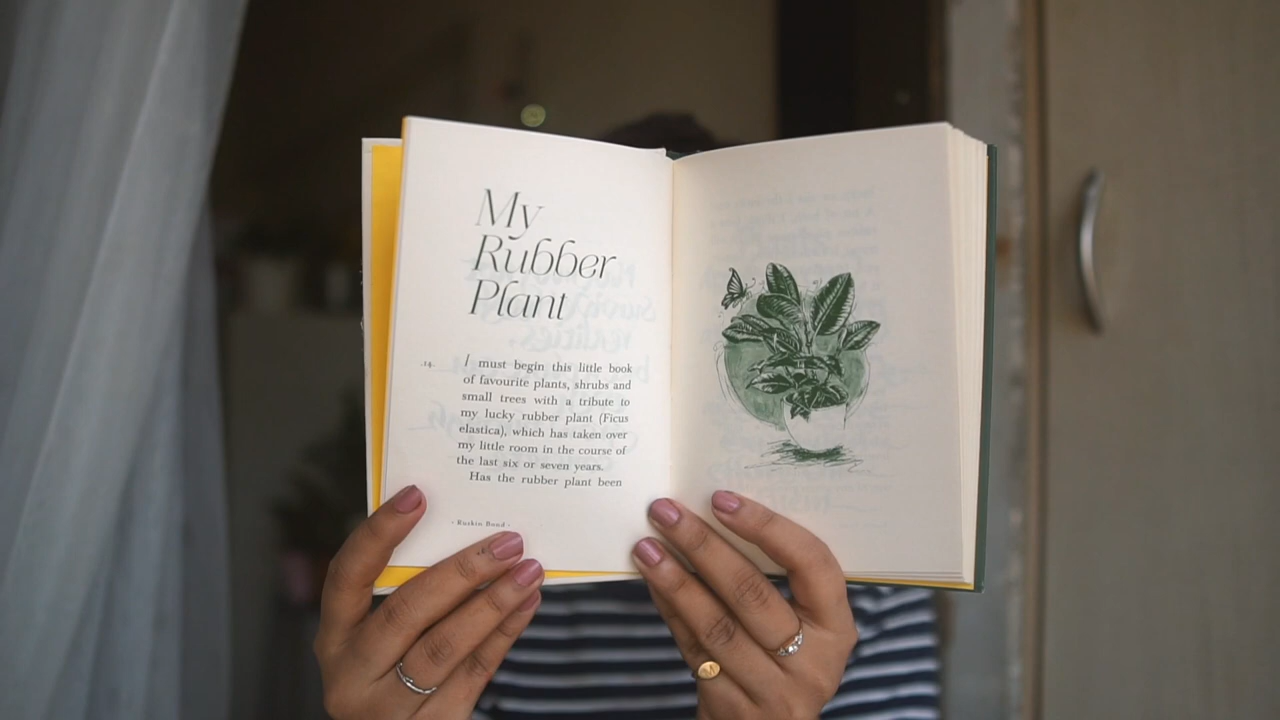 My
Rubber
Plant
.14.
I must begin this little book
of favourite plants, shrubs and
small trees with a tribute to
my lucky rubber plant (Ficus
elastica), which has taken over
my little room in the course of
the last six or seven years.
Has the rubber plant been
- Ruskin Bond -